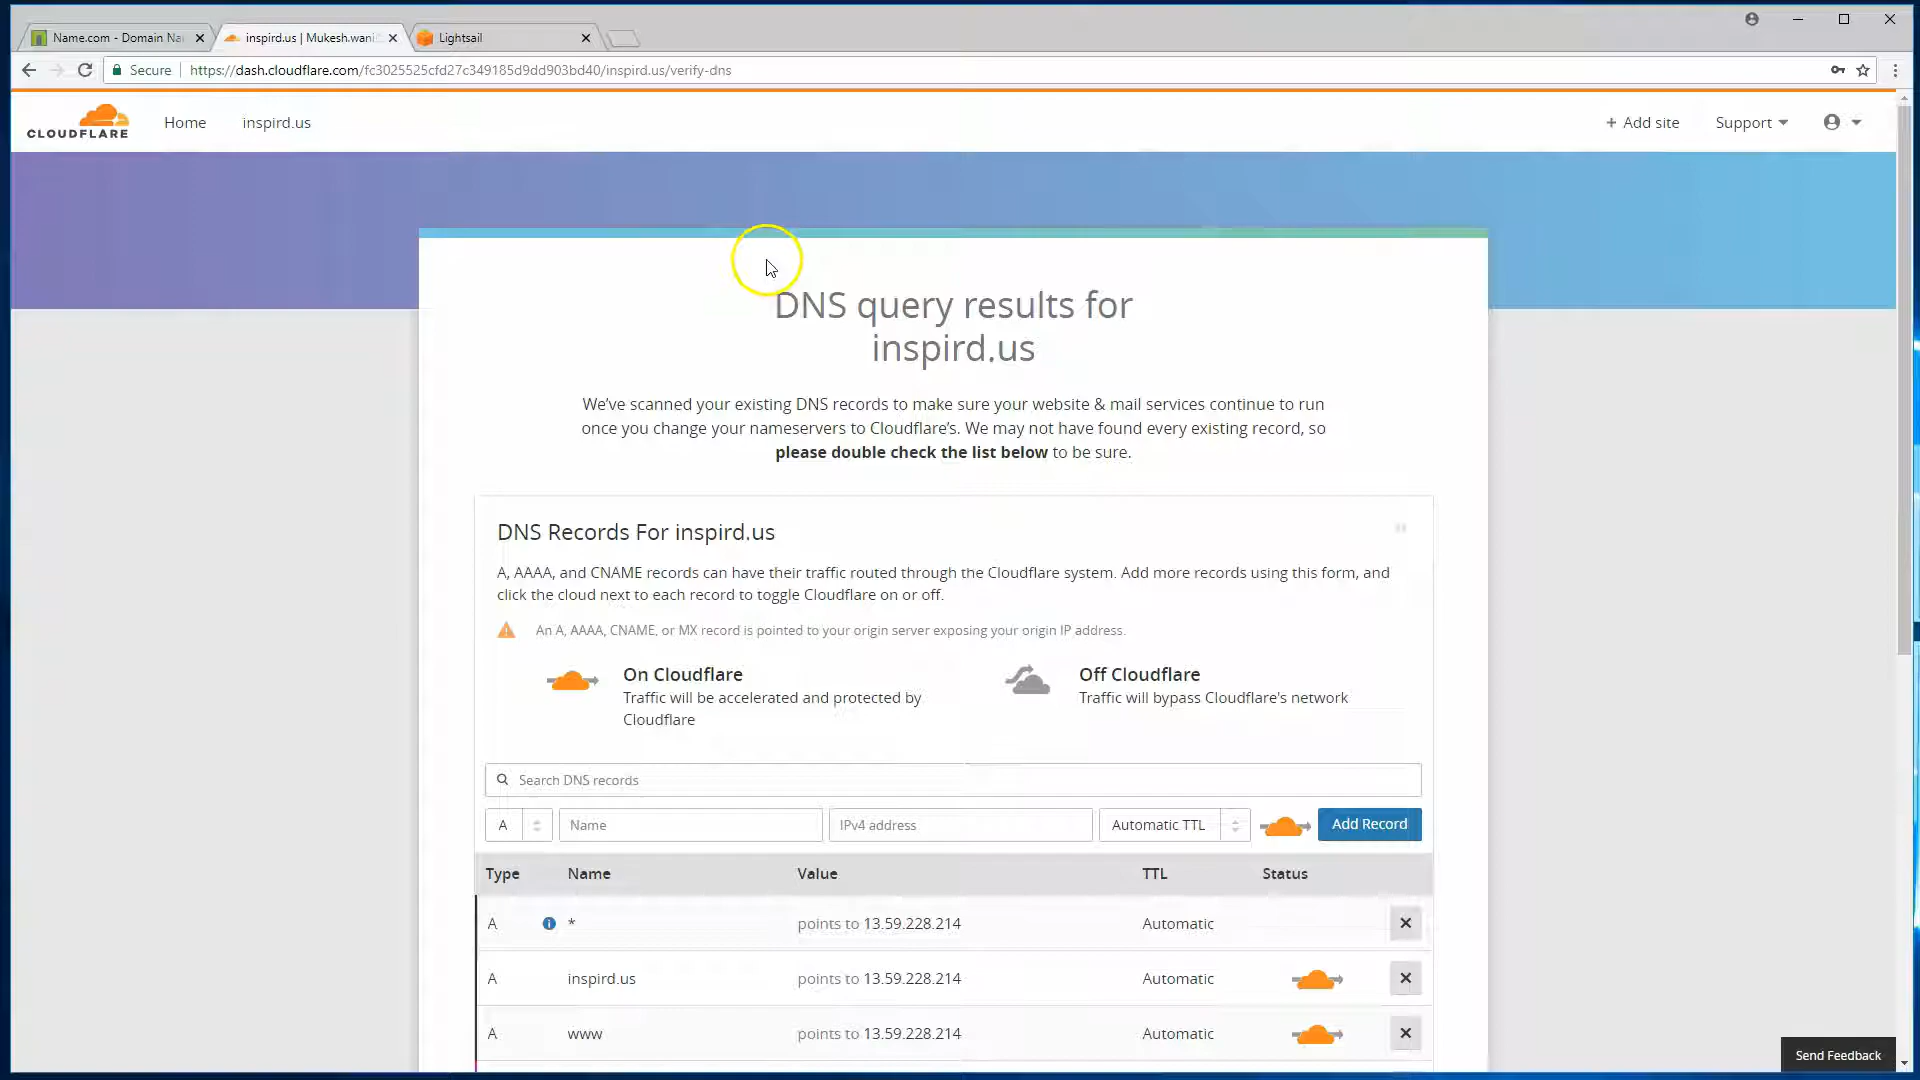 Name.com - Domain Na
inspird.us | Mukesh.wani
Lightsail
Secure
https://dash.cloudflare.com/fc3025525cfd27c349185d9dd903bd40/inspird.us/verify-dns
CLOUDFLARE
Home
inspird.us
+ Add site
Support
DNS query results for
inspird.us
We've scanned your existing DNS records to make sure your website & mail services continue to run
once you change your nameservers to Cloudflare's. We may not have found every existing record, so
please double check the list below to be sure.
DNS Records For inspird.us
A, AAAA, and CNAME records can have their traffic routed through the Cloudflare system. Add more records using this form, and
click the cloud next to each record to toggle Cloudflare on or off.
An A, AAAA, CNAME, or MX record is pointed to your origin server exposing your origin IP address.
On Cloudflare
Traffic will be accelerated and protected by
Cloudflare
Off Cloudflare
Traffic will bypass Cloudflare's network
Search DNS records
A
Name
IPv4 address
Automatic TTL
Add Record
Type Name Value TTL Status
A * points to 13.59.228.214 Automatic
A inspird.us points to 13.59.228.214 Automatic
A www points to 13.59.228.214 Automatic
Send Feedback